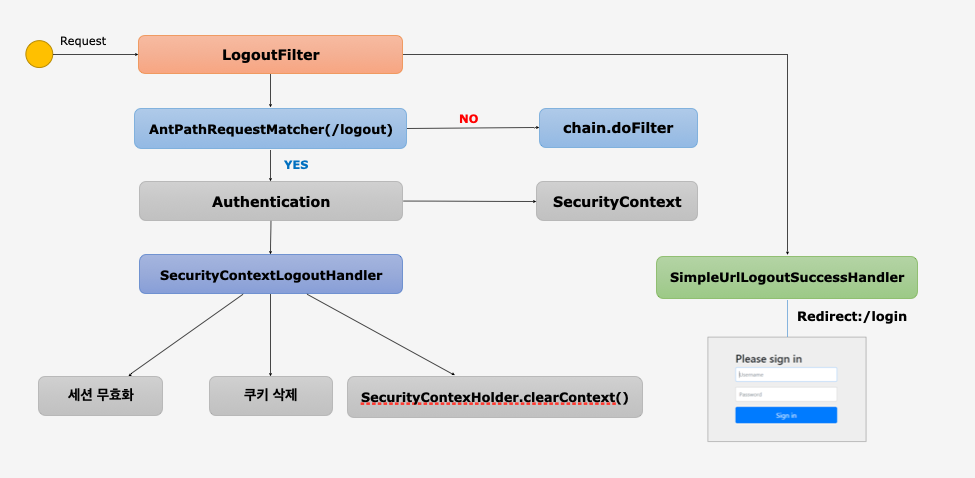 Request
LogoutFilter
AntPathRequestMatcher(/logout)
NO
chain.doFilter
YES
Authentication
SecurityContext
SecurityContextLogoutHandler
SimpleUrlLogoutSuccessHandler
Redirect:/login
Please sign in
Username
Password
Sign in
세션 무효화
쿠키 삭제
SecurityContexHolder.clearContext()